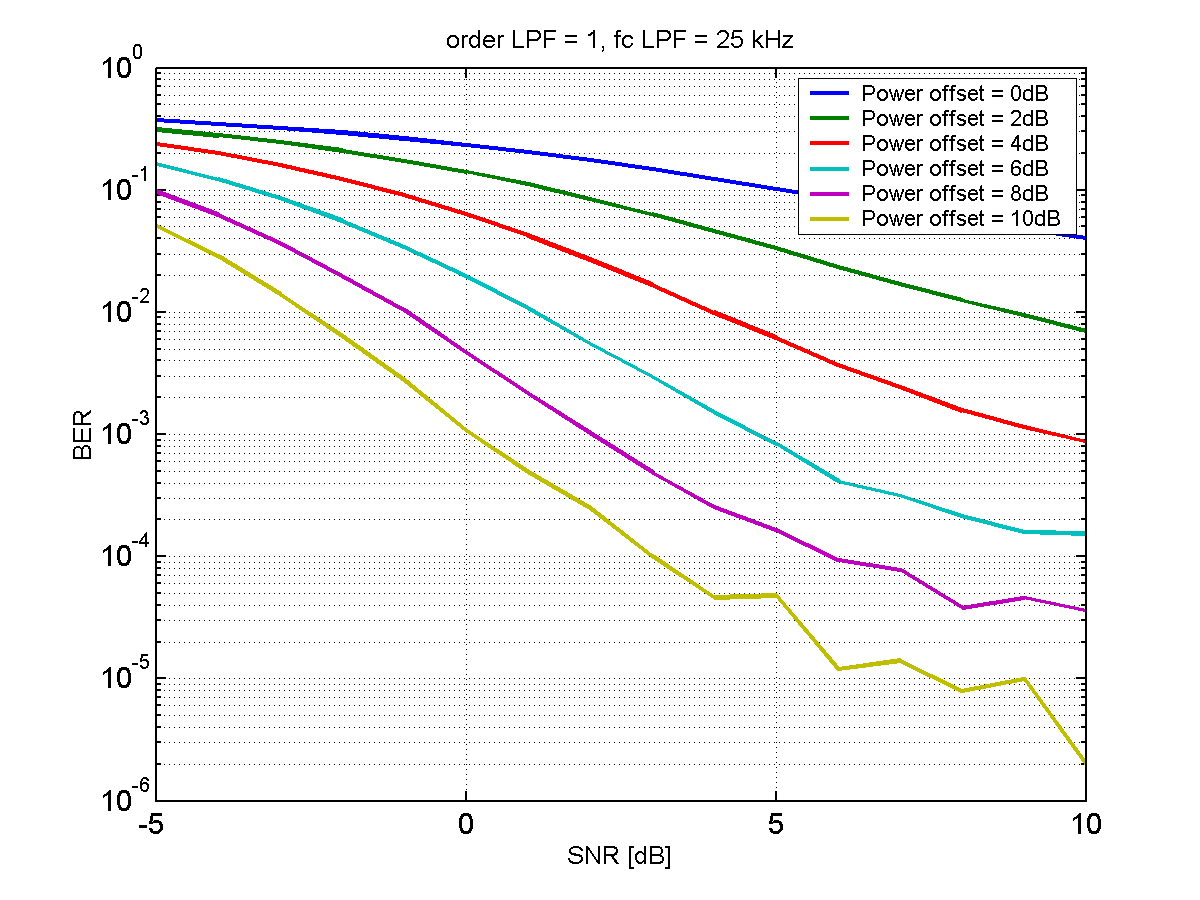 order LPF = 1, fc LPF = 25 kHz
10^0
10^-1
10^-2
10^-3
10^-4
10^-5
10^-6
BER
Power offset = 0dB
Power offset = 2dB
Power offset = 4dB
Power offset = 6dB
Power offset = 8dB
Power offset = 10dB
-5 0 5 10
SNR [dB]